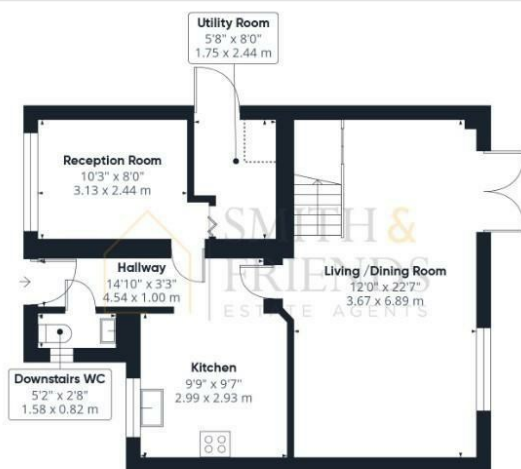 Utility Room
5'8" x 8'0"
1.75 x 2.44 m
Reception Room
10'3" x 8'0"
3.13 x 2.44 m
SMITH &
FRIENDS
ESTATE AGENTS
Hallway
14'10" x 3'3"
4.54 x 1.00 m
Living /Dining Room
12'0" x 22'7"
3.67 x 6.89 m
Kitchen
9'9" x 9'7"
2.99 x 2.93 m
Downstairs WC
5'2" x 2'8"
1.58 x 0.82 m